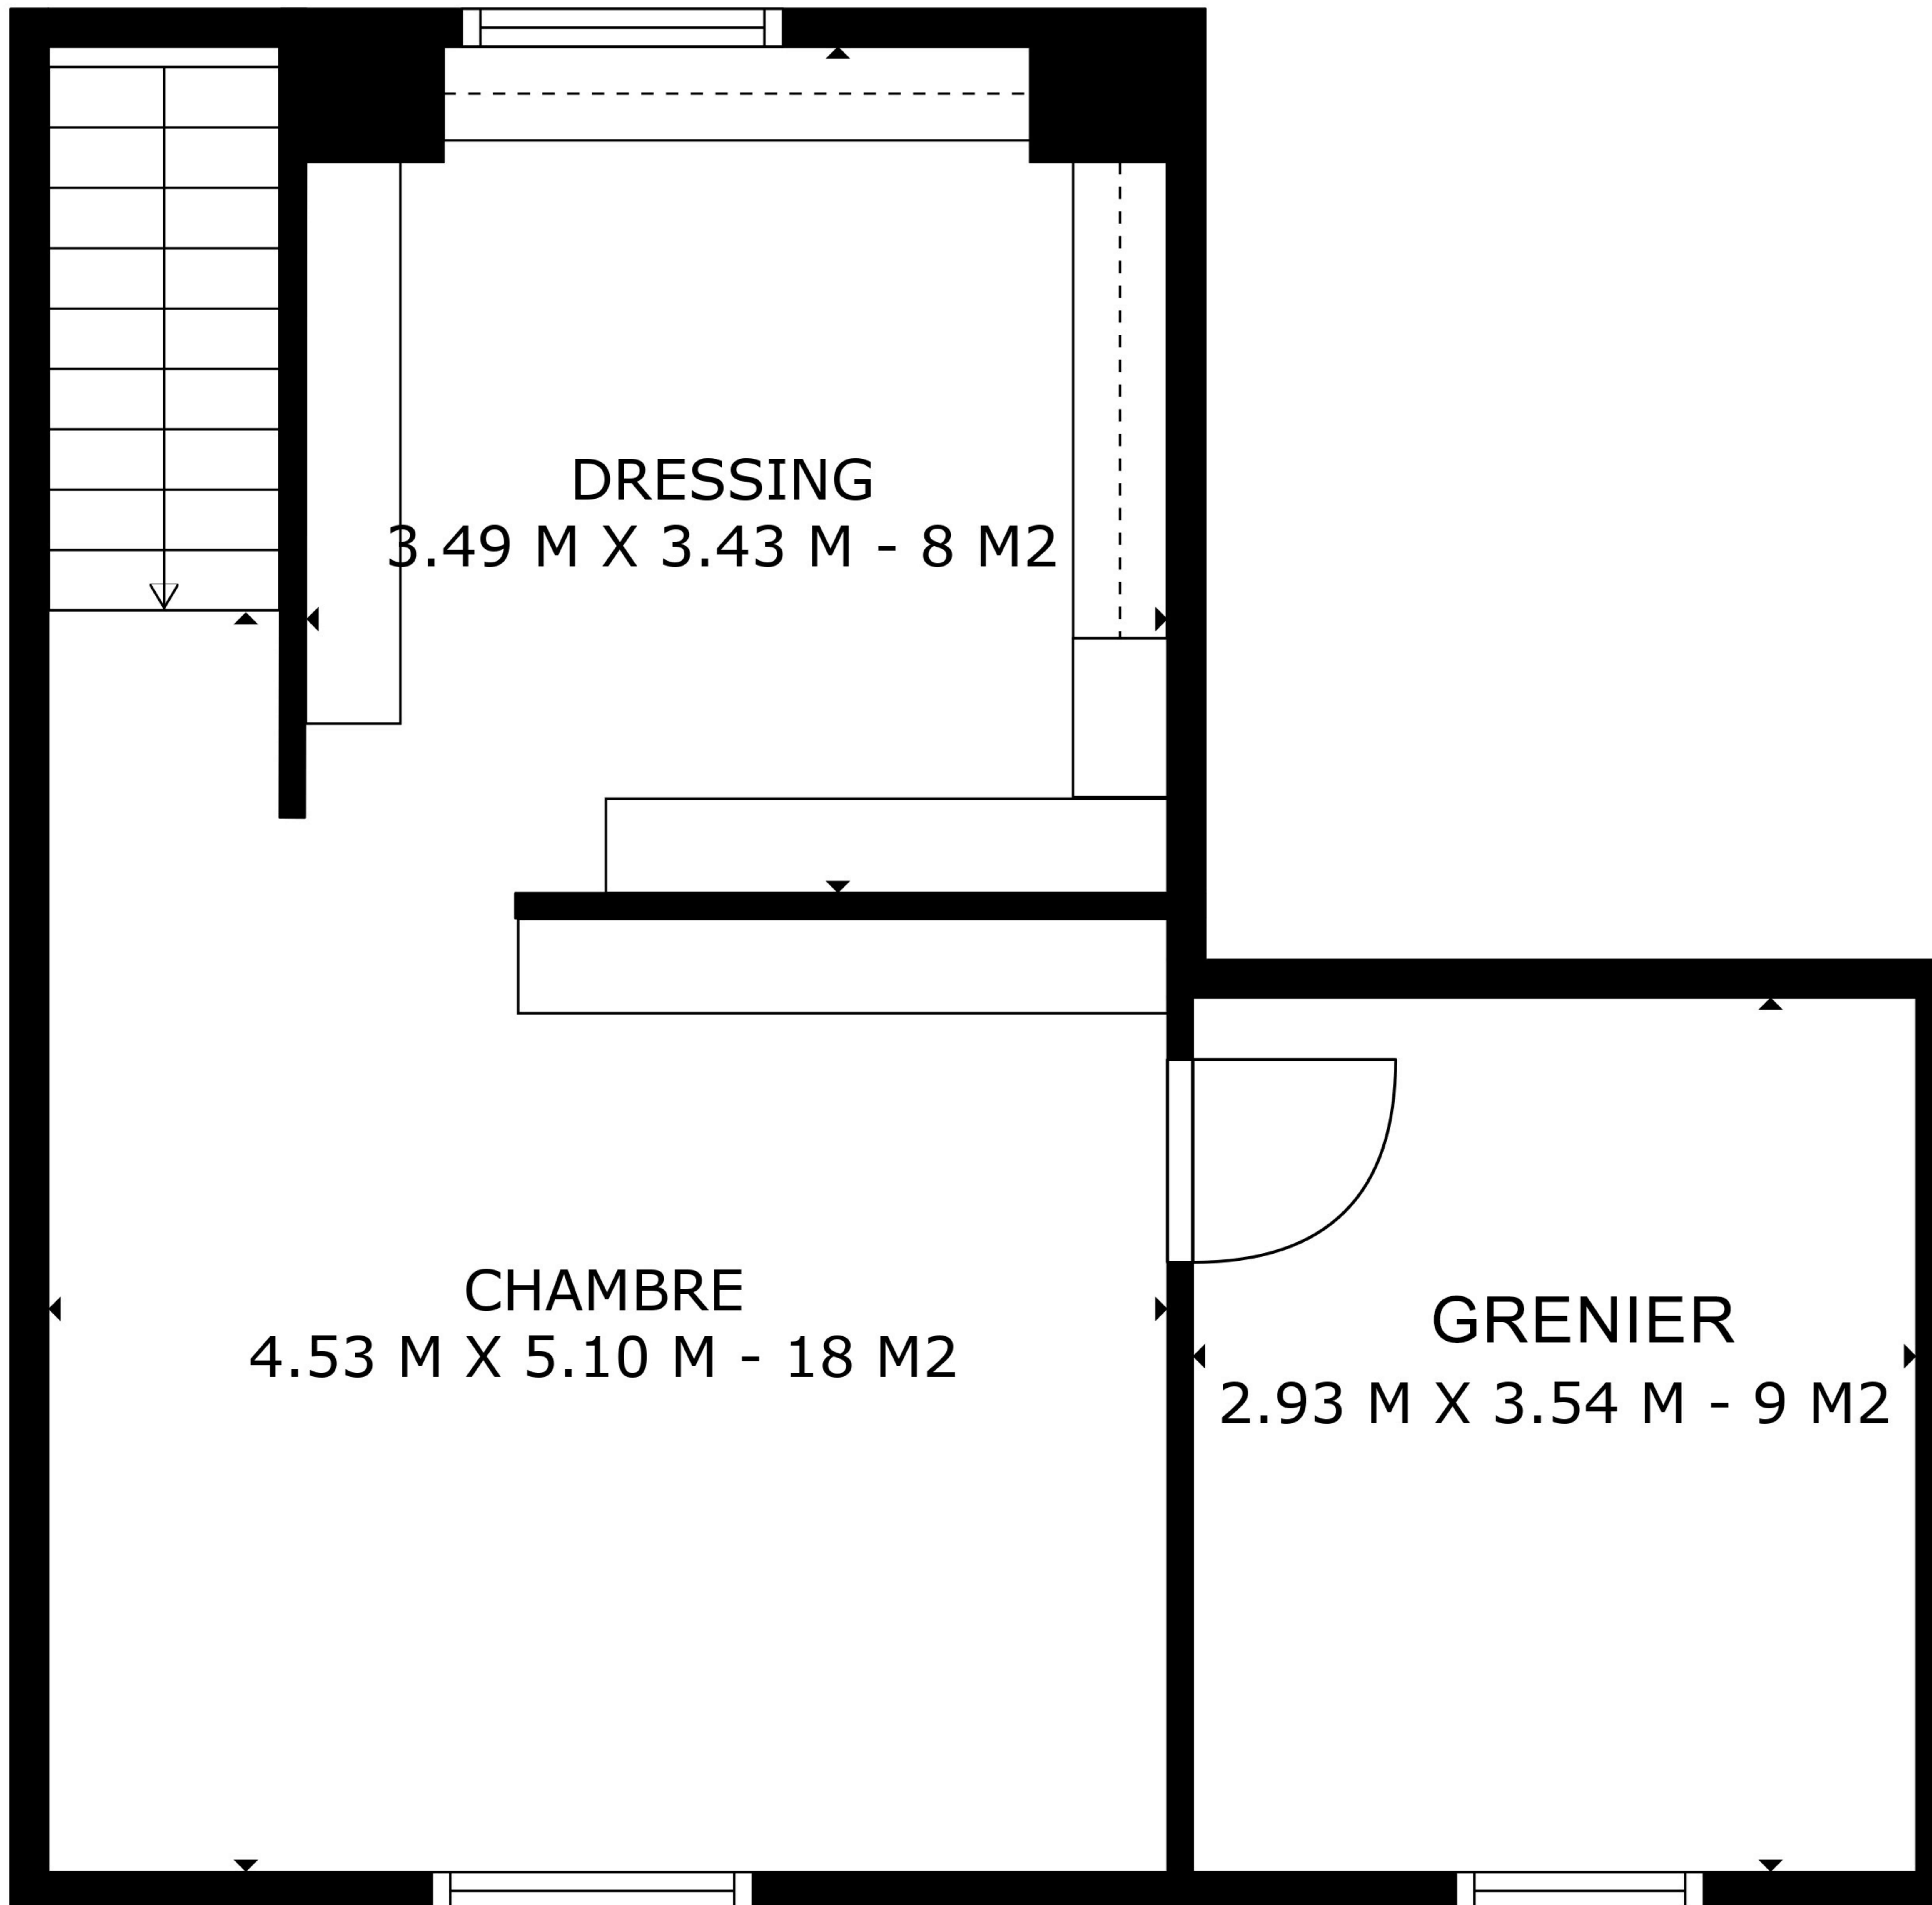 DRESSING
3.49 M X 3.43 M - 8 M2
CHAMBRE
4.53 M X 5.10 M - 18 M2
GRENIER
2.93 M X 3.54 M - 9 M2